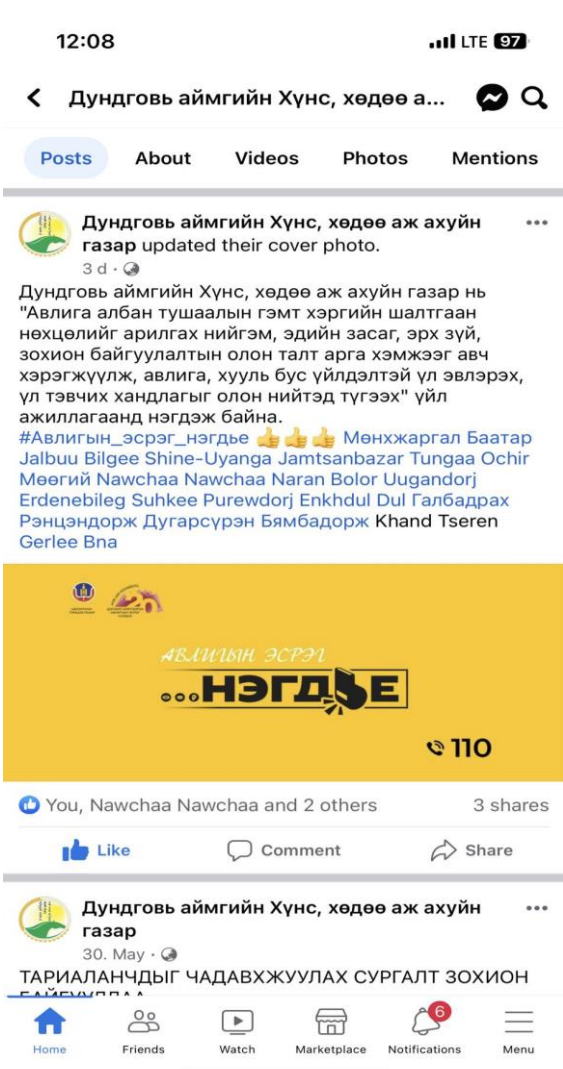 12:08
LTE 97
Дундговь аймгийн Хүнс, хөдөө а...
Posts About Videos Photos Mentions
Дундговь аймгийн Хүнс, хөдөө аж ахуйн
газар updated their cover photo.
3 d ·
Дундговь аймгийн Хүнс, хөдөө аж ахуйн газар нь
"Авлига албан тушаалын гэмт хэргийн шалтгаан
нөхцөлийг арилгах нийгэм, эдийн засаг, эрх зүй,
зохион байгуулалтын олон талт арга хэмжээг авч
хэрэгжүүлж, авлига, хууль бус үйлдэлтэй үл эвлэрэх,
үл тэвчих хандлагыг олон нийтэд түгээх" үйл
ажиллагаанд нэгдэж байна.
#Авлигын_эсрэг_нэгдье 👍👍👍 Мөнхжаргал Баатар
Jalbuu Bilgee Shine-Uyanga Jamtsanbazar Tungaa Ochir
Мөөгий Nawchaa Nawchaa Naran Bolor Uugandorj
Erdenebileg Suhkee Purewdorj Enkhdul Dul Галбадрах
Рэнцэндорж Дугарсүрэн Бямбадорж Khand Tseren
Gerlee Bna
АВЛИГЫН ЭСРЭГ
...НЭГДЬЕ
110
You, Nawchaa Nawchaa and 2 others 3 shares
Like Comment Share
Дундговь аймгийн Хүнс, хөдөө аж ахуйн
газар
30. May ·
ТАРИАЛАНЧДЫГ ЧАДАВХЖУУЛАХ СУРГАЛТ ЗОХИОН
6
Home Friends Watch Marketplace Notifications Menu